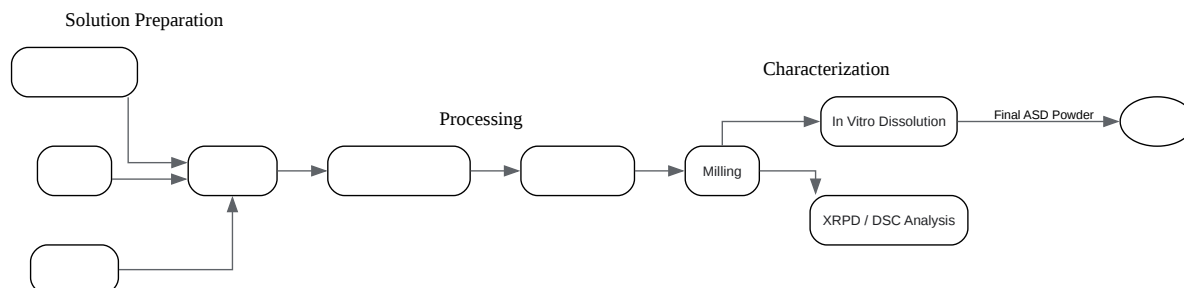 Solution Preparation
Processing
Characterization
Milling
In Vitro Dissolution
XRPD / DSC Analysis
Final ASD Powder